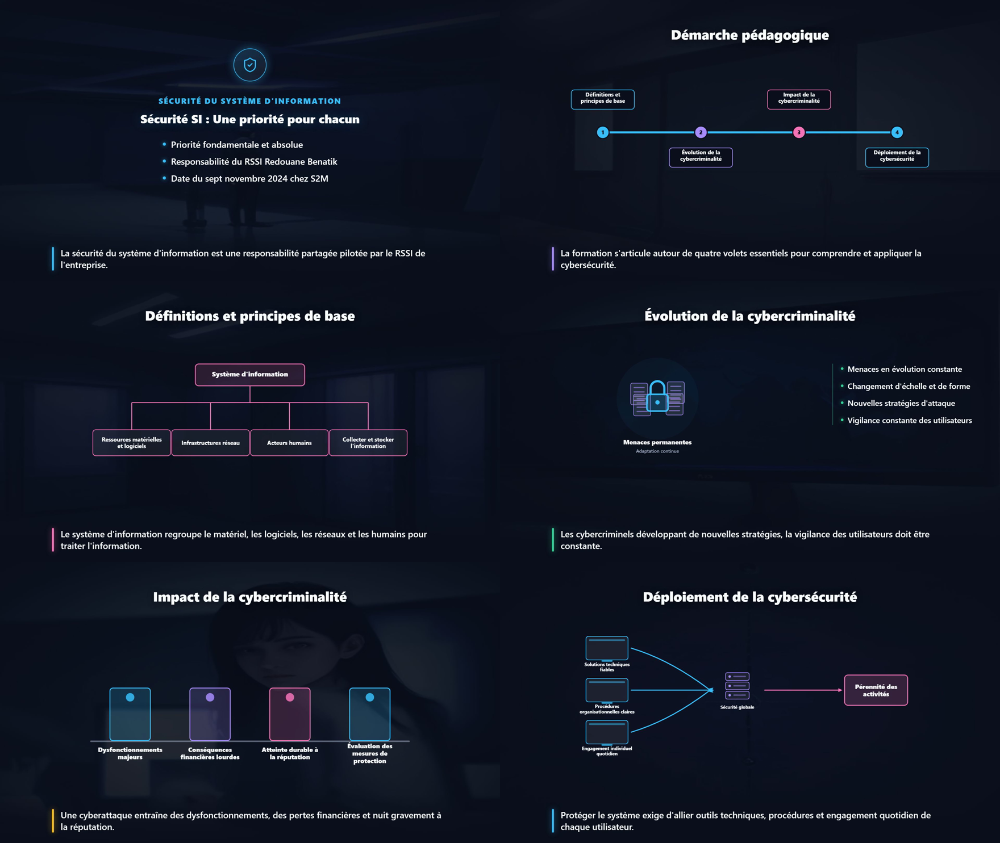 SÉCURITÉ DU SYSTÈME D'INFORMATION
Sécurité SI : Une priorité pour chacun
Priorité fondamentale et absolue
Responsabilité du RSSI Redouane Benatik
Date du sept novembre 2024 chez S2M
La sécurité du système d'information est une responsabilité partagée pilotée par le RSSI de
l'entreprise.
Démarche pédagogique
Définitions et
principes de base
Impact de la
cybercriminalité
1
2
3
4
Évolution de la
cybercriminalité
Déploiement de la
cybersécurité
La formation s'articule autour de quatre volets essentiels pour comprendre et appliquer la
cybersécurité.
Définitions et principes de base
Système d'information
Ressources matérielles
et logiciels
Infrastructures réseau
Acteurs humains
Collecter et stocker
l'information
Le système d'information regroupe le matériel, les logiciels, les réseaux et les humains pour
traiter l'information.
Évolution de la cybercriminalité
Menaces permanentes
Adaptation continue
Menaces en évolution constante
Changement d'échelle et de forme
Nouvelles stratégies d'attaque
Vigilance constante des utilisateurs
Les cybercriminels développant de nouvelles stratégies, la vigilance des utilisateurs doit être
constante.
Impact de la cybercriminalité
Dysfonctionnements
majeurs
Conséquences
financières lourdes
Atteinte durable à
la réputation
Évaluation des
mesures de
protection
Une cyberattaque entraîne des dysfonctionnements, des pertes financières et nuit gravement à
la réputation.
Déploiement de la cybersécurité
Solutions techniques
fiables
Procédures
organisationnelles claires
Engagement individuel
quotidien
Sécurité globale
Pérennité des
activités
Protéger le système exige d'allier outils techniques, procédures et engagement quotidien de
chaque utilisateur.